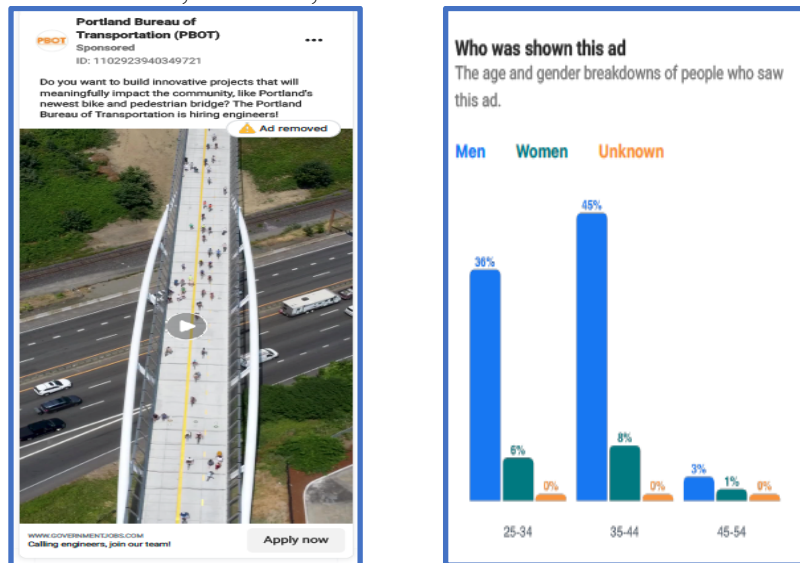 Portland Bureau of
Transportation (PBOT)
PBOT
Sponsored
ID: 1102923940349721
Do you want to build innovative projects that will
meaningfully impact the community, like Portland's
newest bike and pedestrian bridge? The Portland
Bureau of Transportation is hiring engineers!
Ad removed
WWW.GOVERNMENTJOBS.COM
Calling engineers, join our team!
Apply now
Who was shown this ad
The age and gender breakdowns of people who saw
this ad.
Men Women Unknown
45%
36%
8%
6%
3%
1%
0% 0% 0%
25-34 35-44 45-54